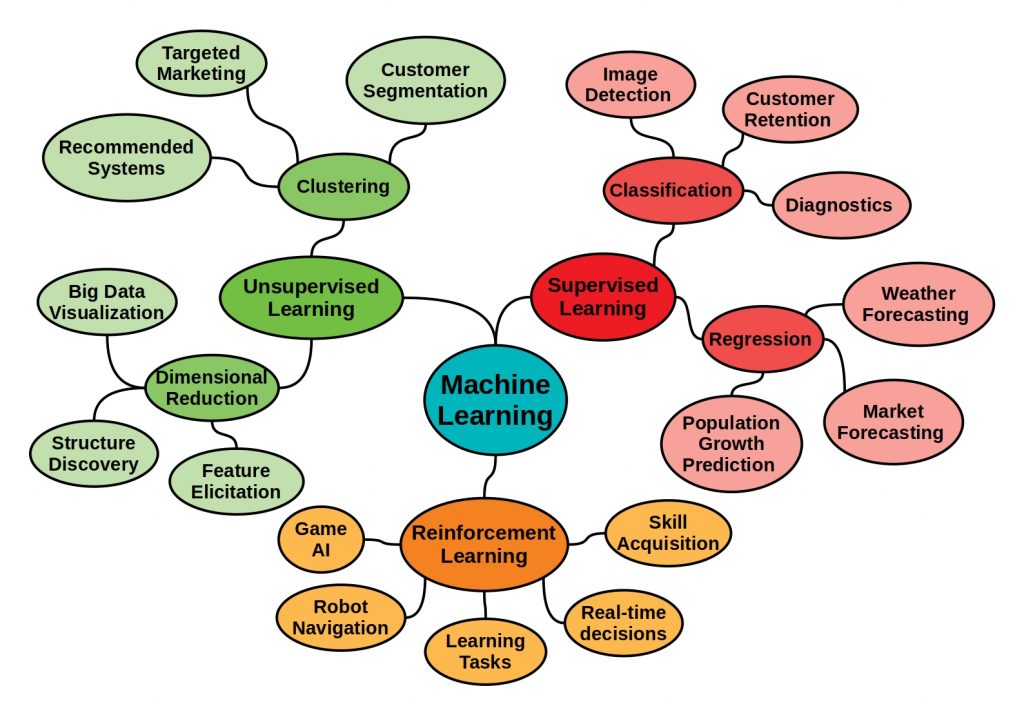 Targeted
Marketing
Customer
Segmentation
Recommended
Systems
Clustering
Unsupervised
Learning
Big Data
Visualization
Dimensional
Reduction
Structure
Discovery
Feature
Elicitation
Image
Detection
Customer
Retention
Classification
Diagnostics
Supervised
Learning
Weather
Forecasting
Regression
Population
Growth
Prediction
Market
Forecasting
Machine
Learning
Reinforcement
Learning
Game
AI
Skill
Acquisition
Robot
Navigation
Learning
Tasks
Real-time
decisions